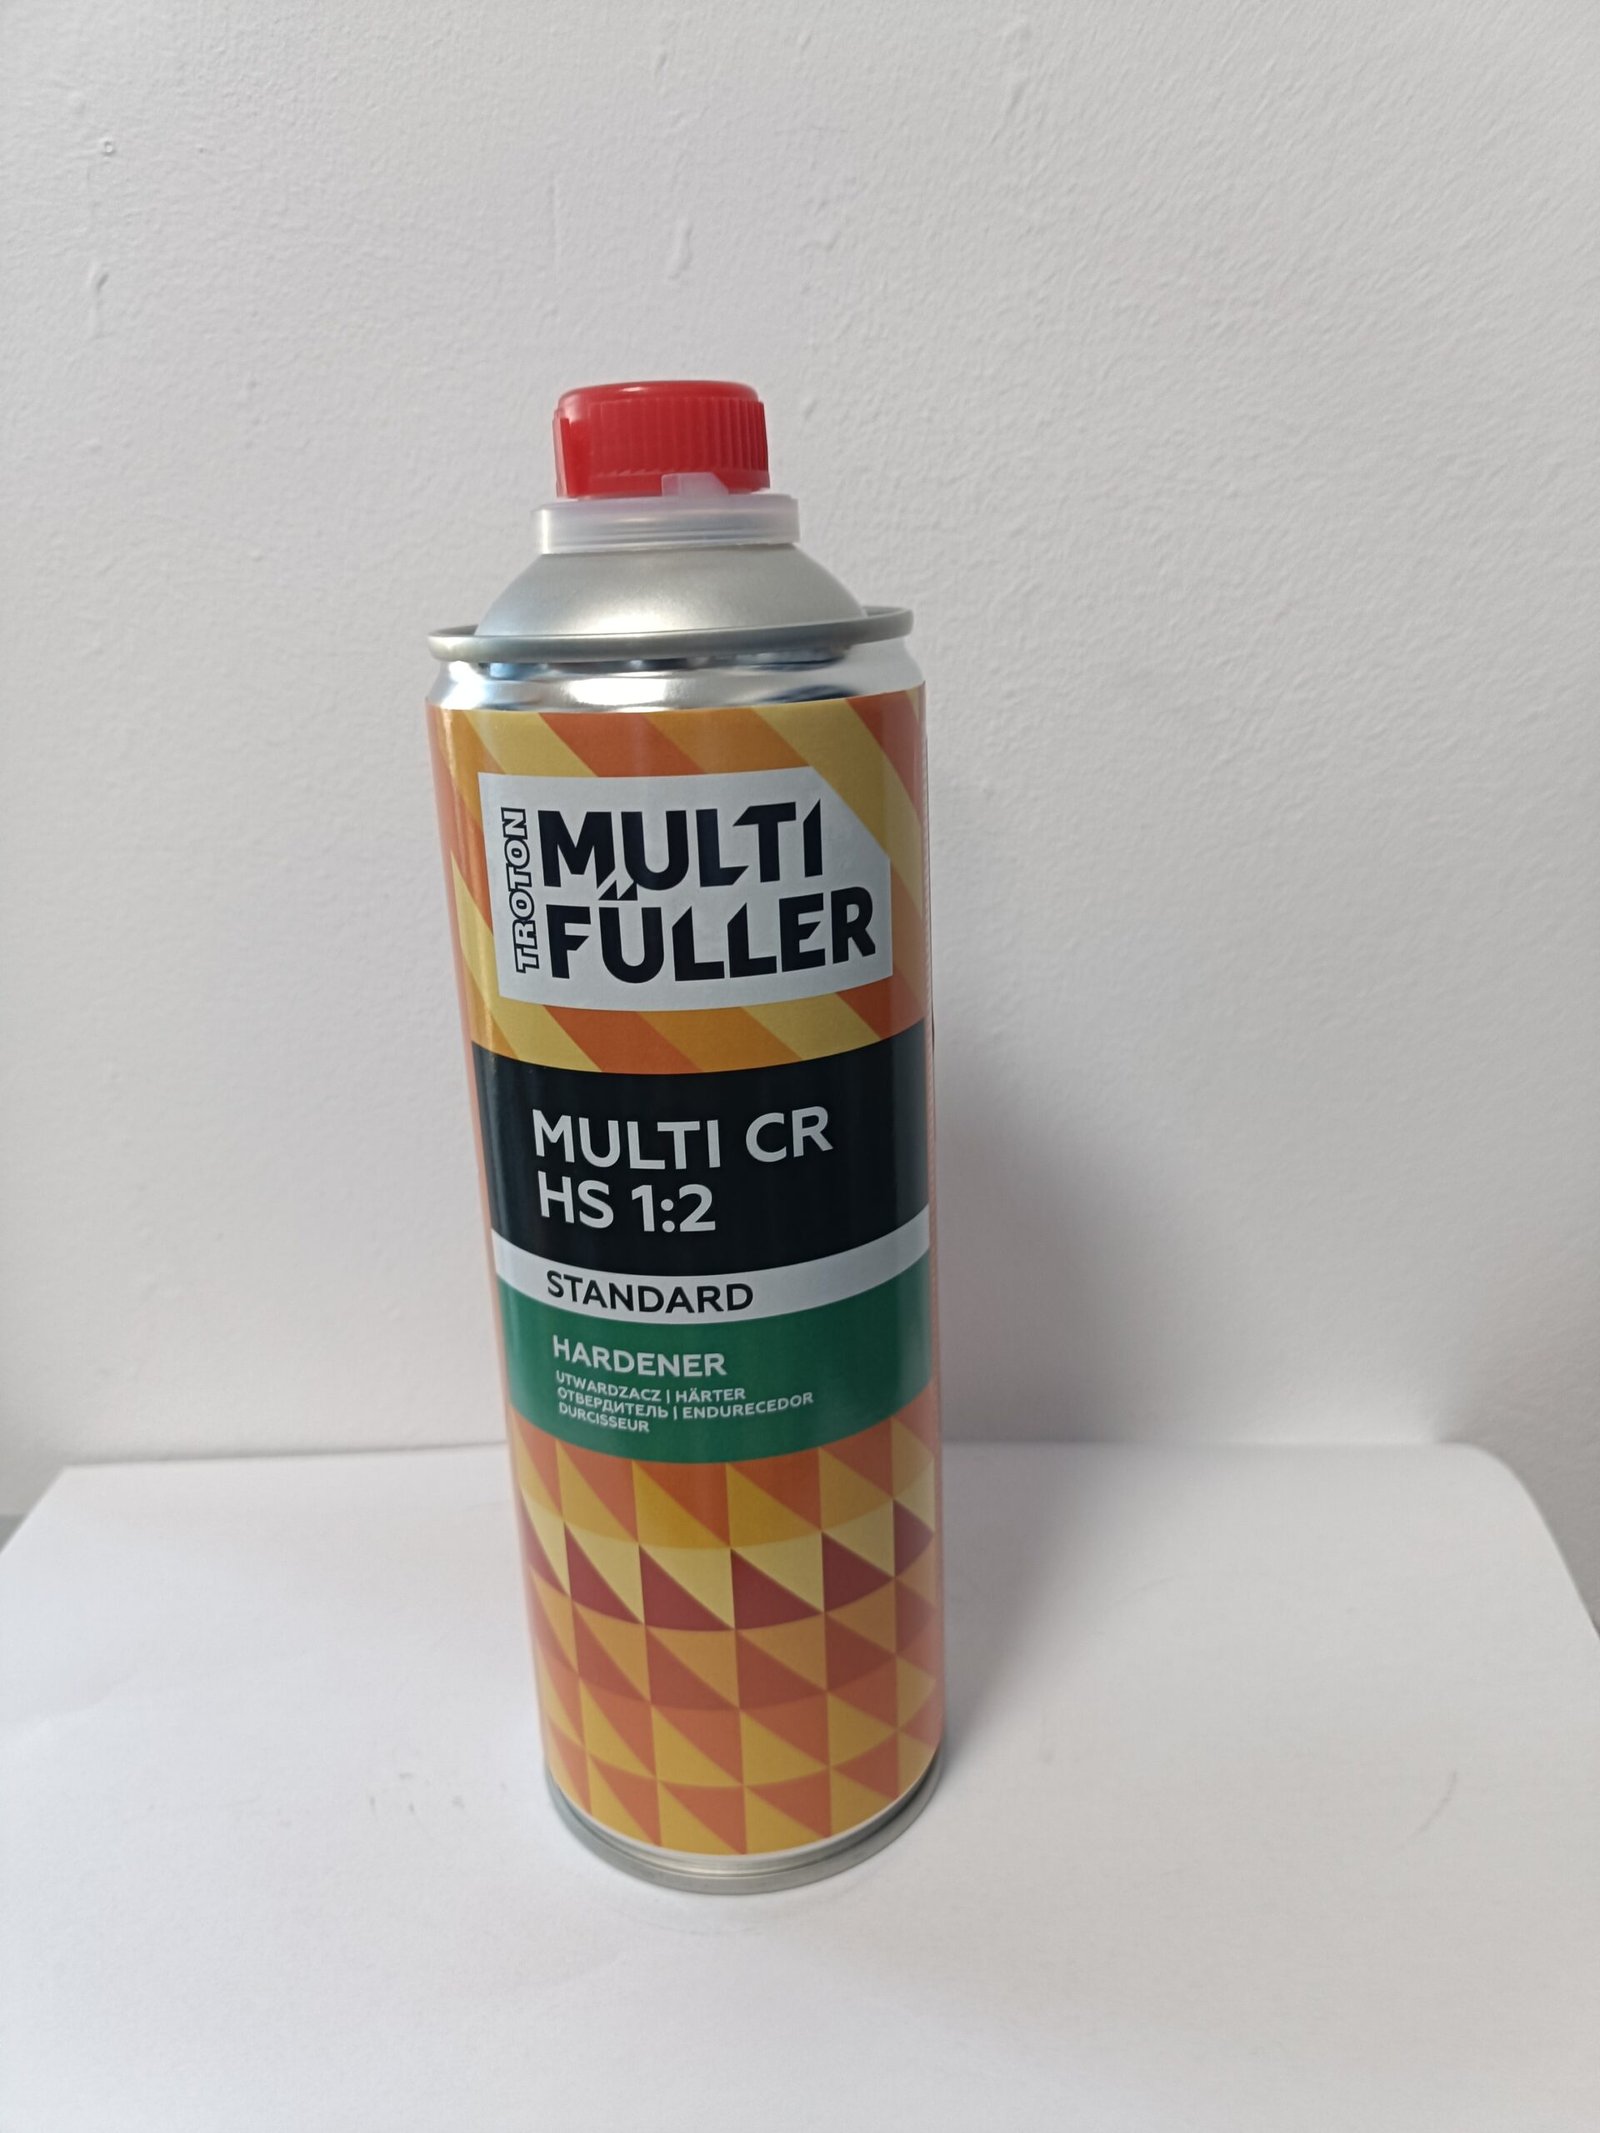 TROTON
MULTI
FÜLLER
MULTI CR
HS 1:2
STANDARD
HARDENER
UTWARDZACZ | HÄRTER
ОТВЕРДИТЕЛЬ | ENDURECEDOR
DURCISSEUR